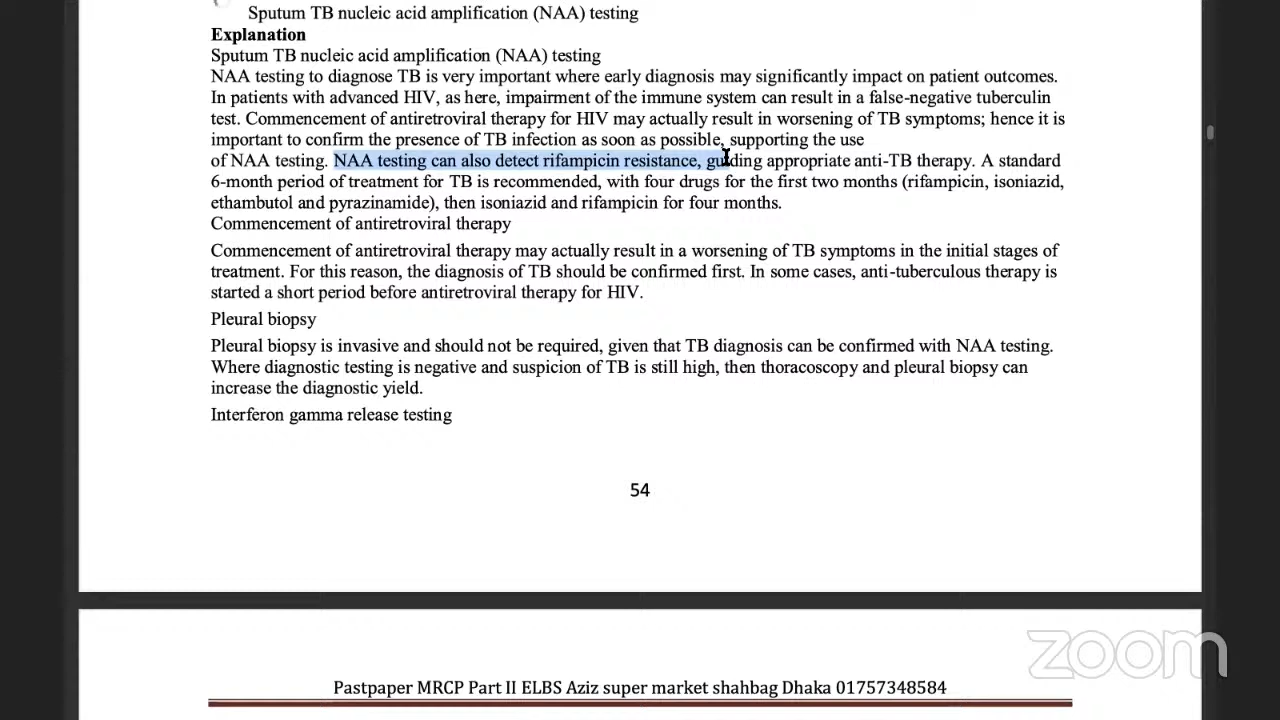 Sputum TB nucleic acid amplification (NAA) testing
Explanation
Sputum TB nucleic acid amplification (NAA) testing
NAA testing to diagnose TB is very important where early diagnosis may significantly impact on patient outcomes.
In patients with advanced HIV, as here, impairment of the immune system can result in a false-negative tuberculin
test. Commencement of antiretroviral therapy for HIV may actually result in worsening of TB symptoms; hence it is
important to confirm the presence of TB infection as soon as possible, supporting the use
of NAA testing. NAA testing can also detect rifampicin resistance, guiding appropriate anti-TB therapy. A standard
6-month period of treatment for TB is recommended, with four drugs for the first two months (rifampicin, isoniazid,
ethambutol and pyrazinamide), then isoniazid and rifampicin for four months.
Commencement of antiretroviral therapy
Commencement of antiretroviral therapy may actually result in a worsening of TB symptoms in the initial stages of
treatment. For this reason, the diagnosis of TB should be confirmed first. In some cases, anti-tuberculous therapy is
started a short period before antiretroviral therapy for HIV.
Pleural biopsy
Pleural biopsy is invasive and should not be required, given that TB diagnosis can be confirmed with NAA testing.
Where diagnostic testing is negative and suspicion of TB is still high, then thoracoscopy and pleural biopsy can
increase the diagnostic yield.
Interferon gamma release testing
54
zoom
Pastpaper MRCP Part II ELBS Aziz super market shahbag Dhaka 01757348584